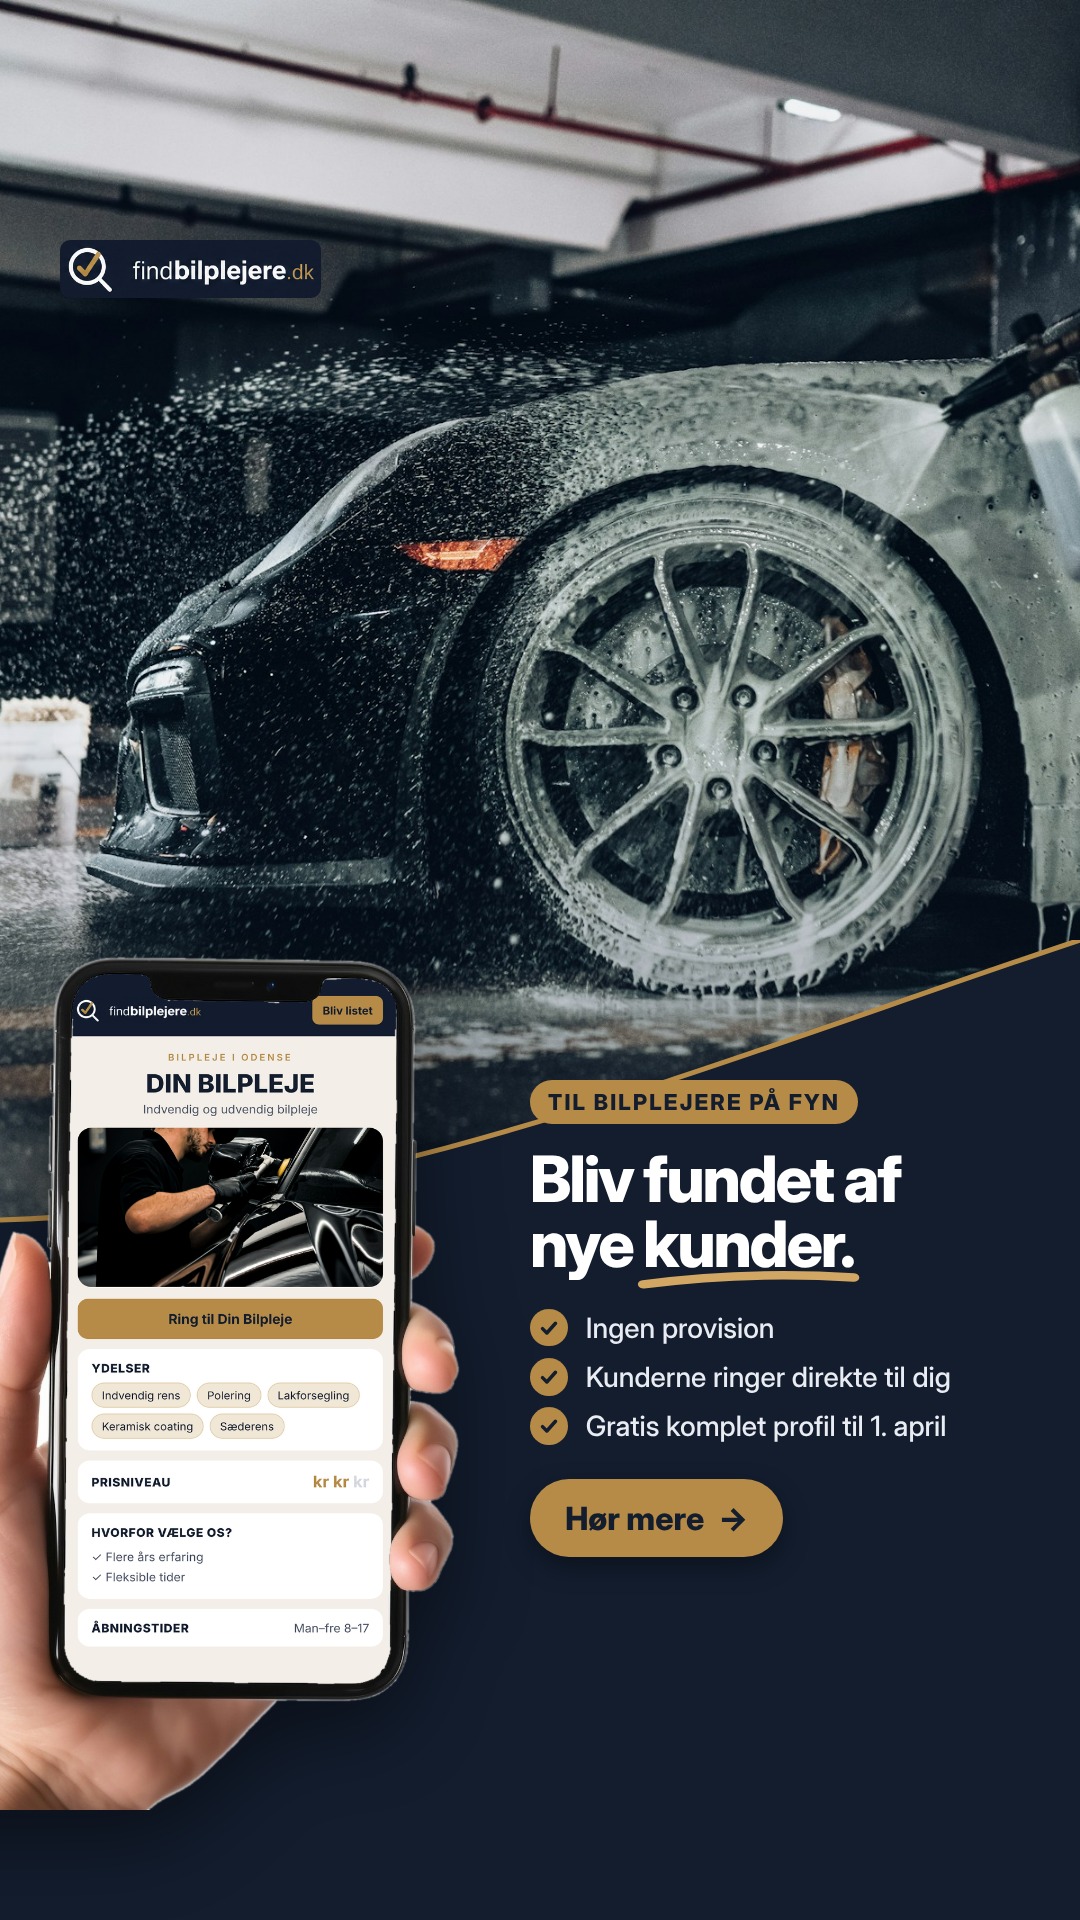 findbilplejere.dk
findbilplejere.dk
Bliv listet
BILPLEJE I ODENSE
DIN BILPLEJE
Indvendig og udvendig bilpleje
Ring til Din Bilpleje
YDELSER
Indvendig rens
Polering
Lakforsegling
Keramisk coating
Sæderens
PRISNIVEAU
kr kr kr
HVORFOR VÆLGE OS?
✓ Flere års erfaring
✓ Fleksible tider
ÅBNINGSTIDER
Man–fre 8–17
TIL BILPLEJERE PÅ FYN
Bliv fundet af
nye kunder.
Ingen provision
Kunderne ringer direkte til dig
Gratis komplet profil til 1. april
Hør mere →